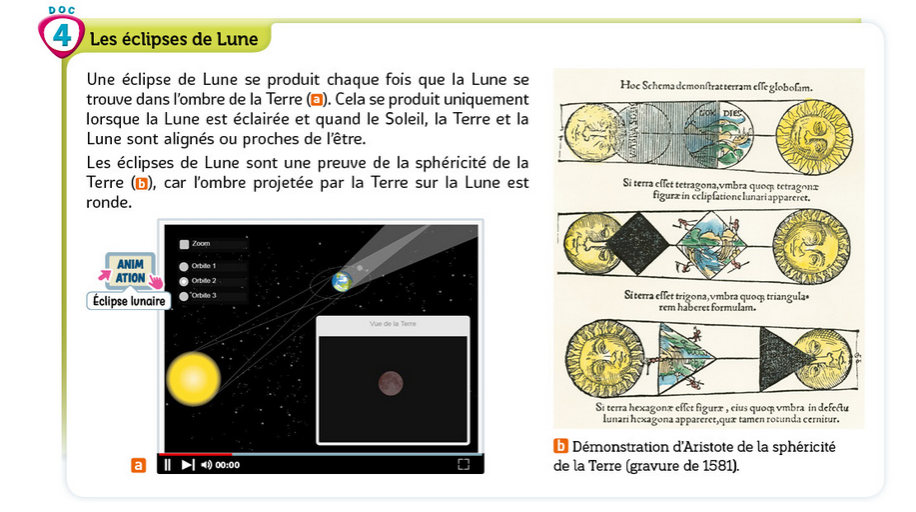 DOC
4
Les éclipses de Lune
Une éclipse de Lune se produit chaque fois que la Lune se
trouve dans l'ombre de la Terre (a). Cela se produit uniquement
lorsque la Lune est éclairée et quand le Soleil, la Terre et la
Lune sont alignés ou proches de l'être.
Les éclipses de Lune sont une preuve de la sphéricité de la
Terre (b), car l'ombre projetée par la Terre sur la Lune est
ronde.
ANIM
ATION
Éclipse lunaire
Zoom
Orbite 1
Orbite 2
Orbite 3
Vue de la Terre
00:00
a
Hoc Schema demonſtrat terram eſſe globoſam.
DIES
Si terra eſſet tetragona, vmbra quoq; tetragonæ
figuræ in eclipſatione lunari appareret.
Si terra eſſet trigona, vmbra quoq; triangula-
rem haberet formulam.
Si terra hexagonæ eſſet figuræ, eius quoq; vmbra in defectu
lunari hexagona appareret, quæ tamen rotunda cernitur.
b Démonstration d'Aristote de la sphéricité
de la Terre (gravure de 1581).